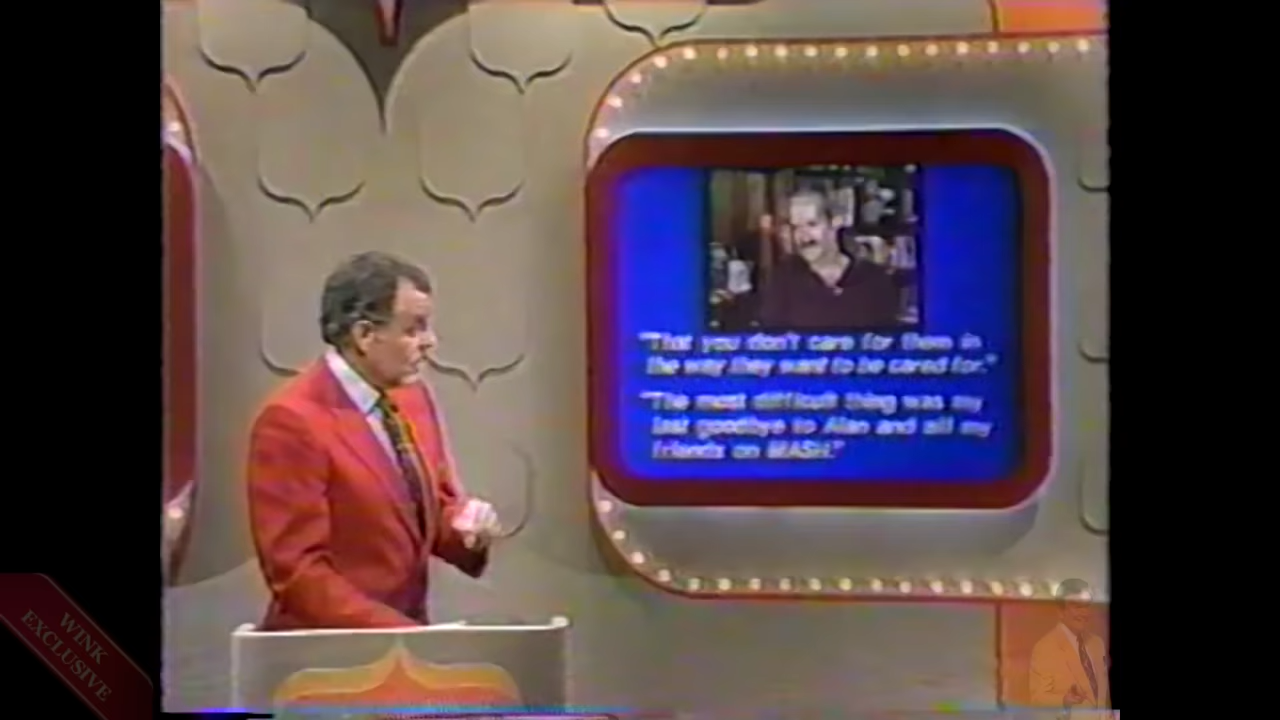 "That you don't care for them in
the way they want to be cared for."
"The most difficult thing was my
last goodbye to Alan and all my
friends on MASH."
WINK
EXCLUSIVE